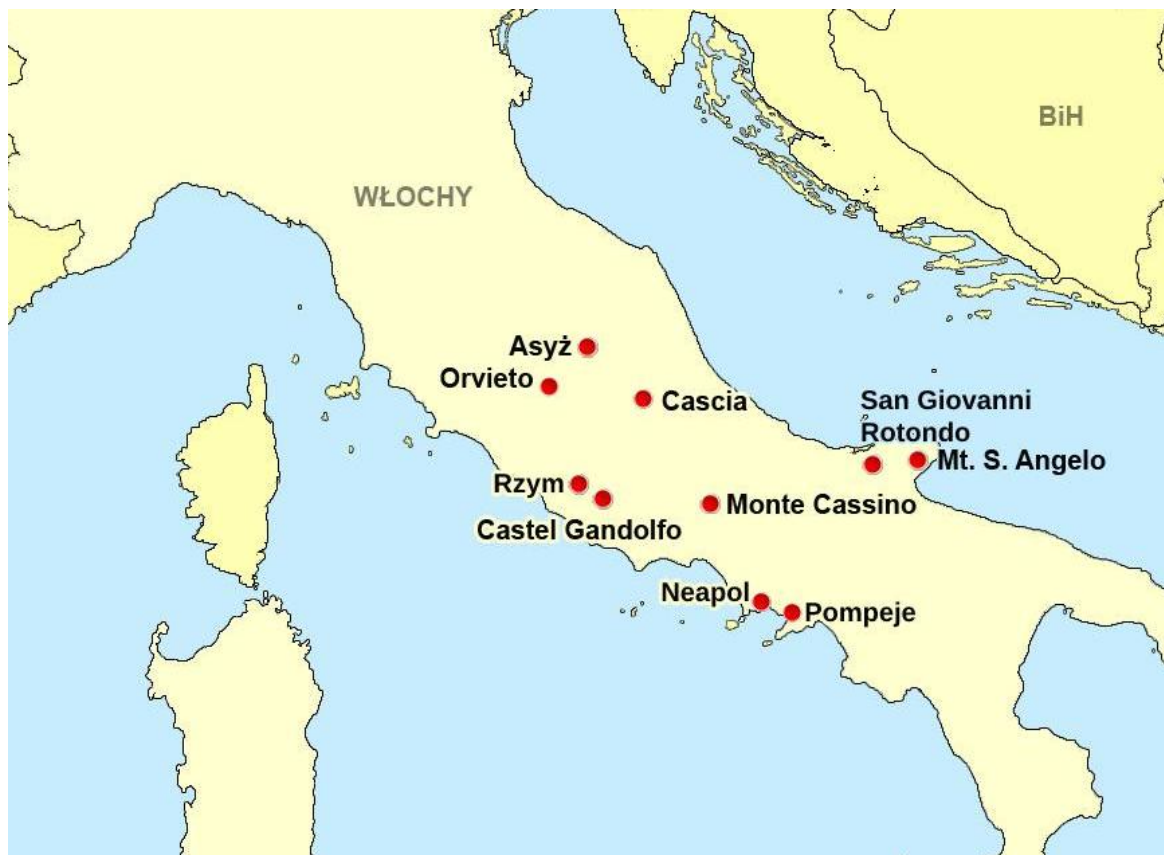 BiH
WŁOCHY
Asyż
Orvieto
Cascia
San Giovanni
Rotondo
Mt. S. Angelo
Rzym
Castel Gandolfo
Monte Cassino
Neapol
Pompeje